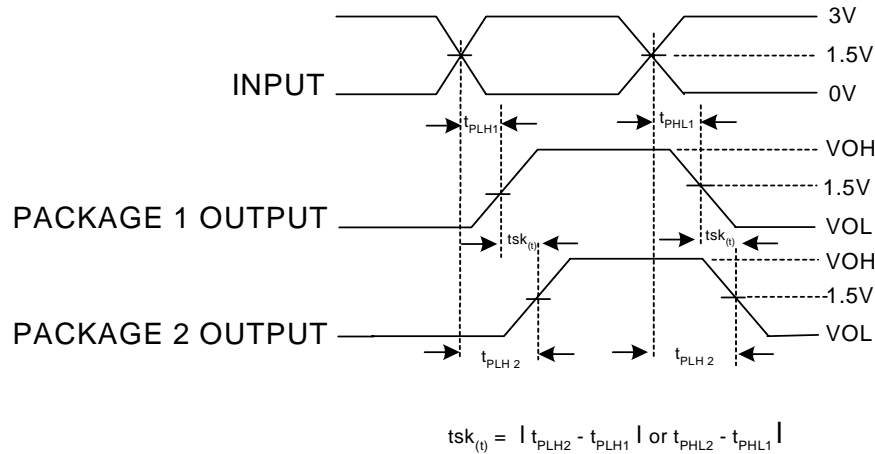 3V
1.5V
INPUT
0V
tPLH1
tPHL1
VOH
1.5V
PACKAGE 1 OUTPUT
VOL
tsk(t)
tsk(t)
VOH
1.5V
PACKAGE 2 OUTPUT
VOL
tPLH 2
tPLH 2
tsk(t) = | tPLH2 - tPLH1 | or tPHL2 - tPHL1 |